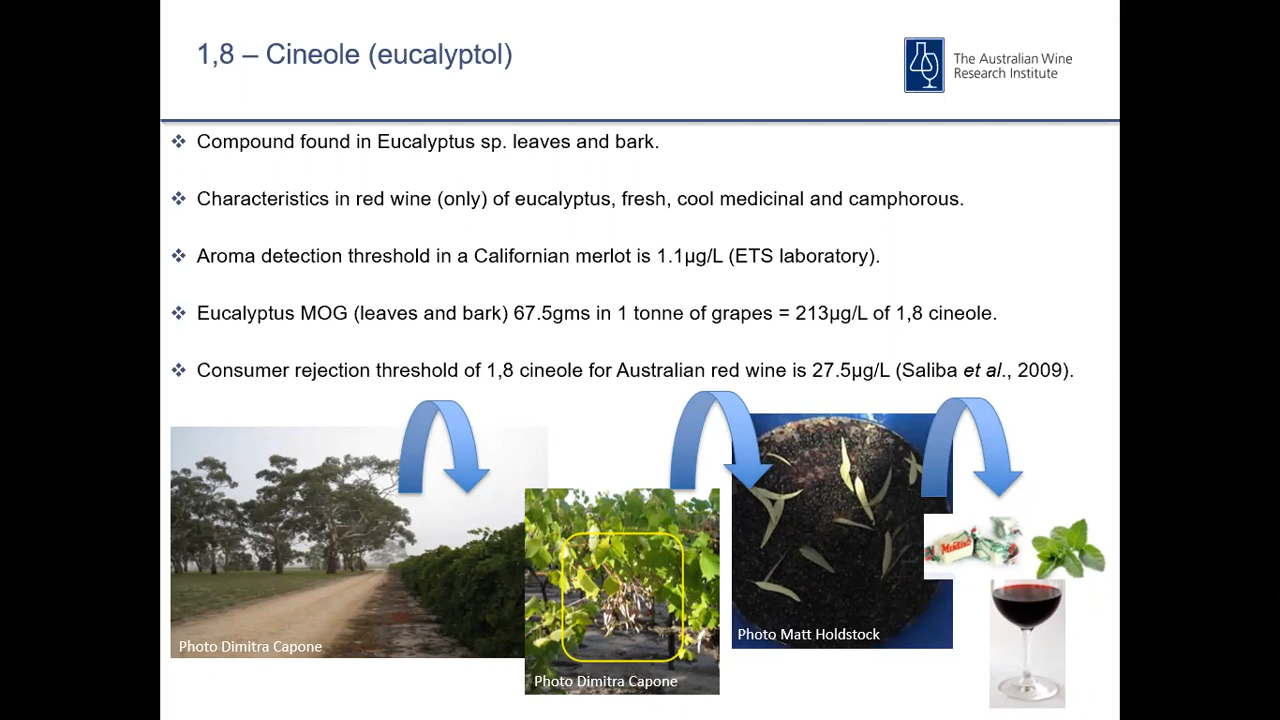 1,8 – Cineole (eucalyptol)
The Australian Wine
Research Institute
❖ Compound found in Eucalyptus sp. leaves and bark.
❖ Characteristics in red wine (only) of eucalyptus, fresh, cool medicinal and camphorous.
❖ Aroma detection threshold in a Californian merlot is 1.1µg/L (ETS laboratory).
❖ Eucalyptus MOG (leaves and bark) 67.5gms in 1 tonne of grapes = 213µg/L of 1,8 cineole.
❖ Consumer rejection threshold of 1,8 cineole for Australian red wine is 27.5µg/L (Saliba et al., 2009).
Photo Dimitra Capone
Photo Dimitra Capone
Photo Matt Holdstock